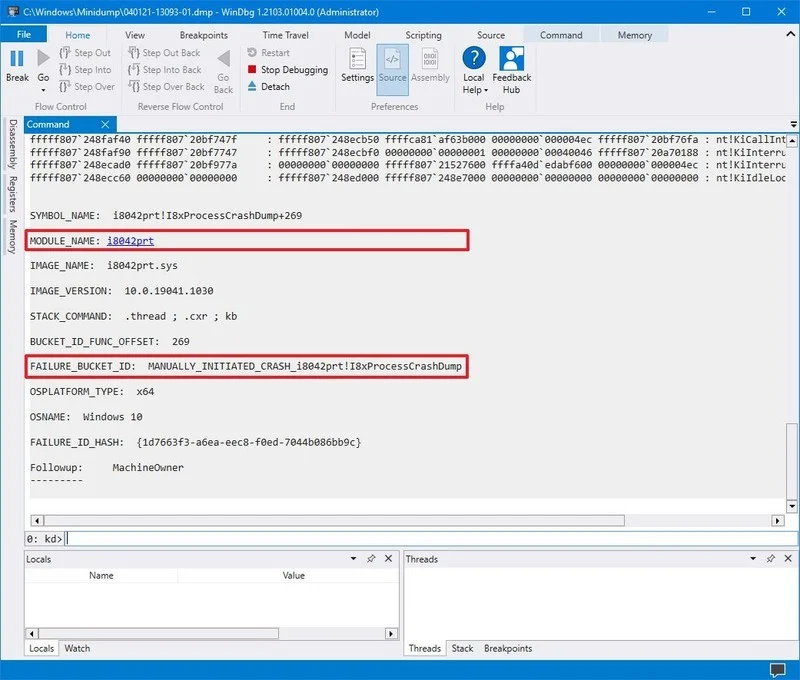 C:\Windows\Minidump\040121-13093-01.dmp - WinDbg 1.2103.01004.0 (Administrator)
File Home View Breakpoints Time Travel Model Scripting Source Command Memory
Break
Go
Step Out
Step Into
Step Over
Flow Control
Step Out Back
Step Into Back
Step Over Back
Go Back
Reverse Flow Control
Restart
Stop Debugging
Detach
End
Settings
Source
Assembly
Preferences
Local Help
Feedback Hub
Help
Disassembly
Registers
Memory
Command
fffff807`248faf40 fffff807`20bf747f : fffff807`248ecb50 ffffca81`af63b000 00000000`000004ec fffff807`20bf76fa : nt!KiCallInt
fffff807`248faf90 fffff807`20bf7747 : fffff807`248ecbf0 00000000`00000001 00000000`00040046 fffff807`20a70188 : nt!KiInterru
fffff807`248ecad0 fffff807`20bf977a : 00000000`00000000 fffff807`21527600 ffffa40d`edabf600 00000000`000004ec : nt!KiInterru
fffff807`248ecc60 00000000`00000000 : fffff807`248ed000 fffff807`248e7000 00000000`00000000 00000000`00000000 : nt!KiIdleLoo
SYMBOL_NAME: i8042prt!I8xProcessCrashDump+269
MODULE_NAME: i8042prt
IMAGE_NAME: i8042prt.sys
IMAGE_VERSION: 10.0.19041.1030
STACK_COMMAND: .thread ; .cxr ; kb
BUCKET_ID_FUNC_OFFSET: 269
FAILURE_BUCKET_ID: MANUALLY_INITIATED_CRASH_i8042prt!I8xProcessCrashDump
OSPLATFORM_TYPE: x64
OSNAME: Windows 10
FAILURE_ID_HASH: {1d7663f3-a6ea-eec8-f0ed-7044b086bb9c}
Followup: MachineOwner
---------
0: kd>
Locals
Name Value
Locals Watch
Threads
Threads Stack Breakpoints